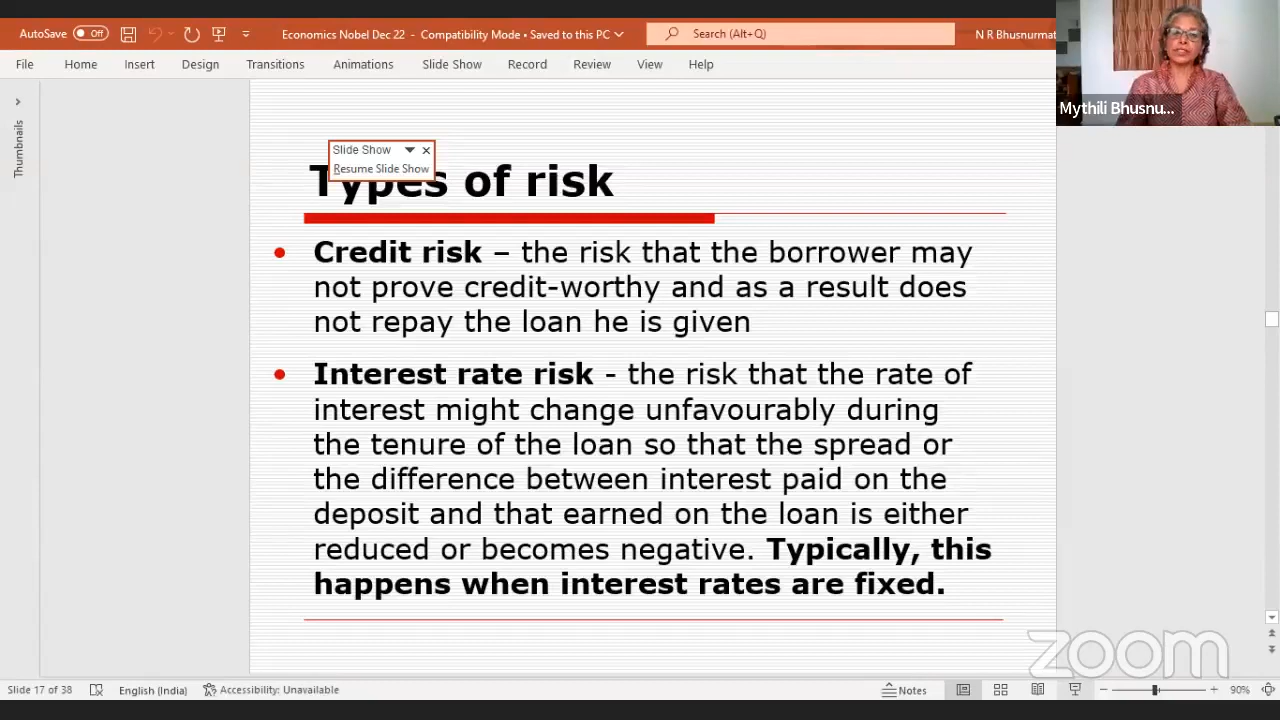 AutoSave Off Economics Nobel Dec 22 - Compatibility Mode • Saved to this PC Search (Alt+Q) N R Bhusnurmat
File Home Insert Design Transitions Animations Slide Show Record Review View Help
Mythili Bhusnu...
Thumbnails
Slide Show
Resume Slide Show
Types of risk
• Credit risk – the risk that the borrower may
not prove credit-worthy and as a result does
not repay the loan he is given
• Interest rate risk - the risk that the rate of
interest might change unfavourably during
the tenure of the loan so that the spread or
the difference between interest paid on the
deposit and that earned on the loan is either
reduced or becomes negative. Typically, this
happens when interest rates are fixed.
zoom
Slide 17 of 38 English (India) Accessibility: Unavailable Notes 90%